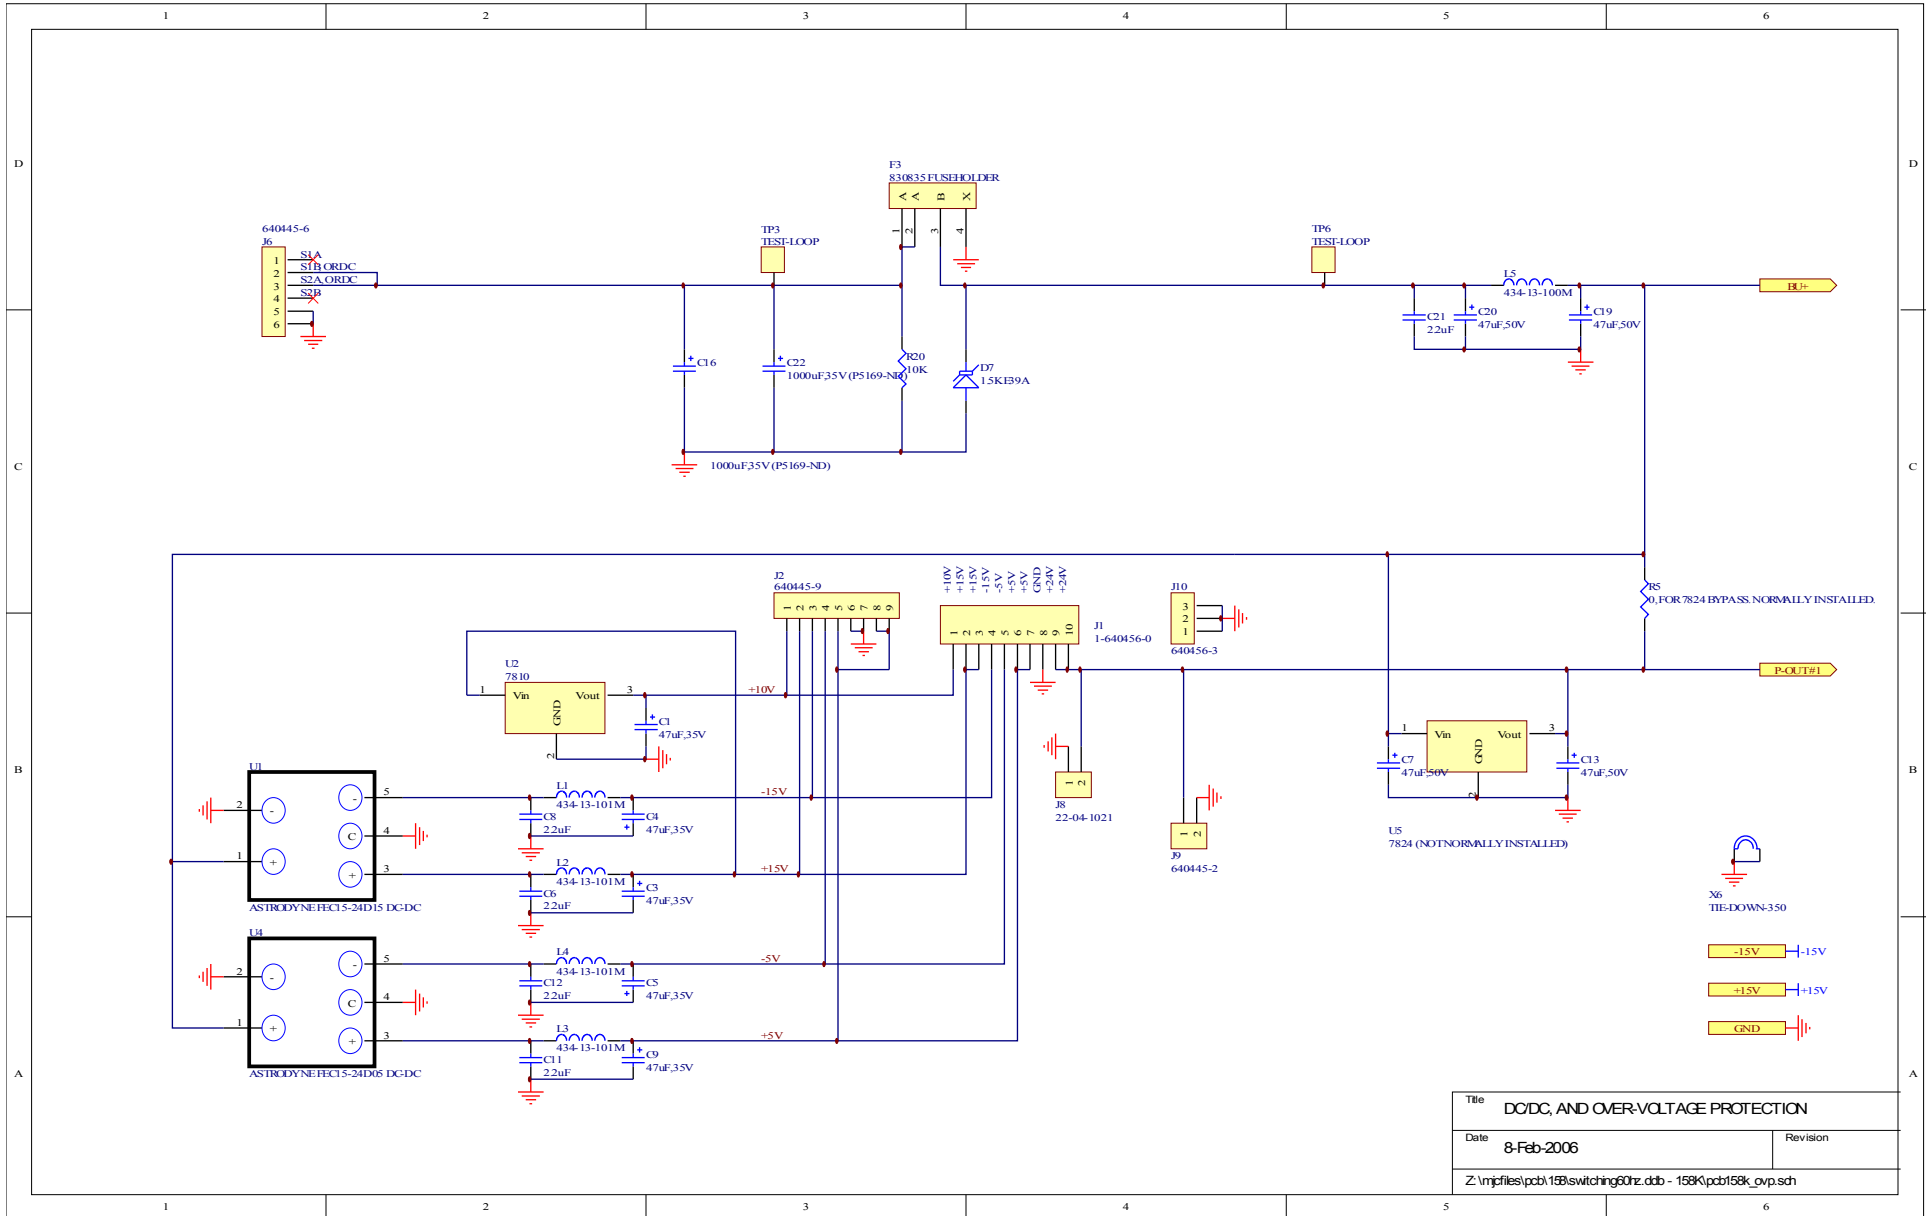 1 2 3 4 5 6
D D
F3
830835 FUSEHOLDER
A A B X
1 2 3 4
640445-6
J6
1 S1A
2 S1B,ORDC
3 S2A,ORDC
4 S2B
5
6
TP3
TEST-LOOP
TP6
TEST-LOOP
L5
434-13-100M
BU+
C21
2.2uF
C20
47uF,50V
C19
47uF,50V
C16
C22
1000uF,35V (P5169-ND)
R20
10K
D7
1.5KE39A
1000uF,35V (P5169-ND)
C C
J2
640445-9
1 2 3 4 5 6 7 8 9
+10V +15V +15V -15V -5V +5V +5V GND +24V +24V
1 2 3 4 5 6 7 8 9 10
J1
1-640456-0
J10
3
2
1
640456-3
R5
0, FOR 7824 BYPASS. NORMALLY INSTALLED.
P-OUT#1
U2
7810
1 Vin Vout 3
GND
2
+10V
C1
47uF,35V
1 Vin Vout 3
GND
2
C7
47uF,50V
C13
47uF,50V
U5
7824 (NOT NORMALLY INSTALLED)
1 2
J8
22-04-1021
1 2
J9
640445-2
B B
U1
2 - - 5
C 4
1 + + 3
ASTRODYNE FEC15-24D15 DC-DC
L1
434-13-101M
-15V
C8
2.2uF
C4
47uF,35V
L2
434-13-101M
+15V
C6
2.2uF
C3
47uF,35V
U4
2 - - 5
C 4
1 + + 3
ASTRODYNE FEC15-24D05 DC-DC
L4
434-13-101M
-5V
C12
2.2uF
C5
47uF,35V
L3
434-13-101M
+5V
C11
2.2uF
C9
47uF,35V
X6
TIE-DOWN-350
-15V -15V
+15V +15V
GND
A A
Title
DC/DC, AND OVER-VOLTAGE PROTECTION
Date
8-Feb-2006
Revision
Z:\mjcfiles\pcb\158\switching60hz.ddb - 158K\pcb158k_ovp.sch
1 2 3 4 5 6